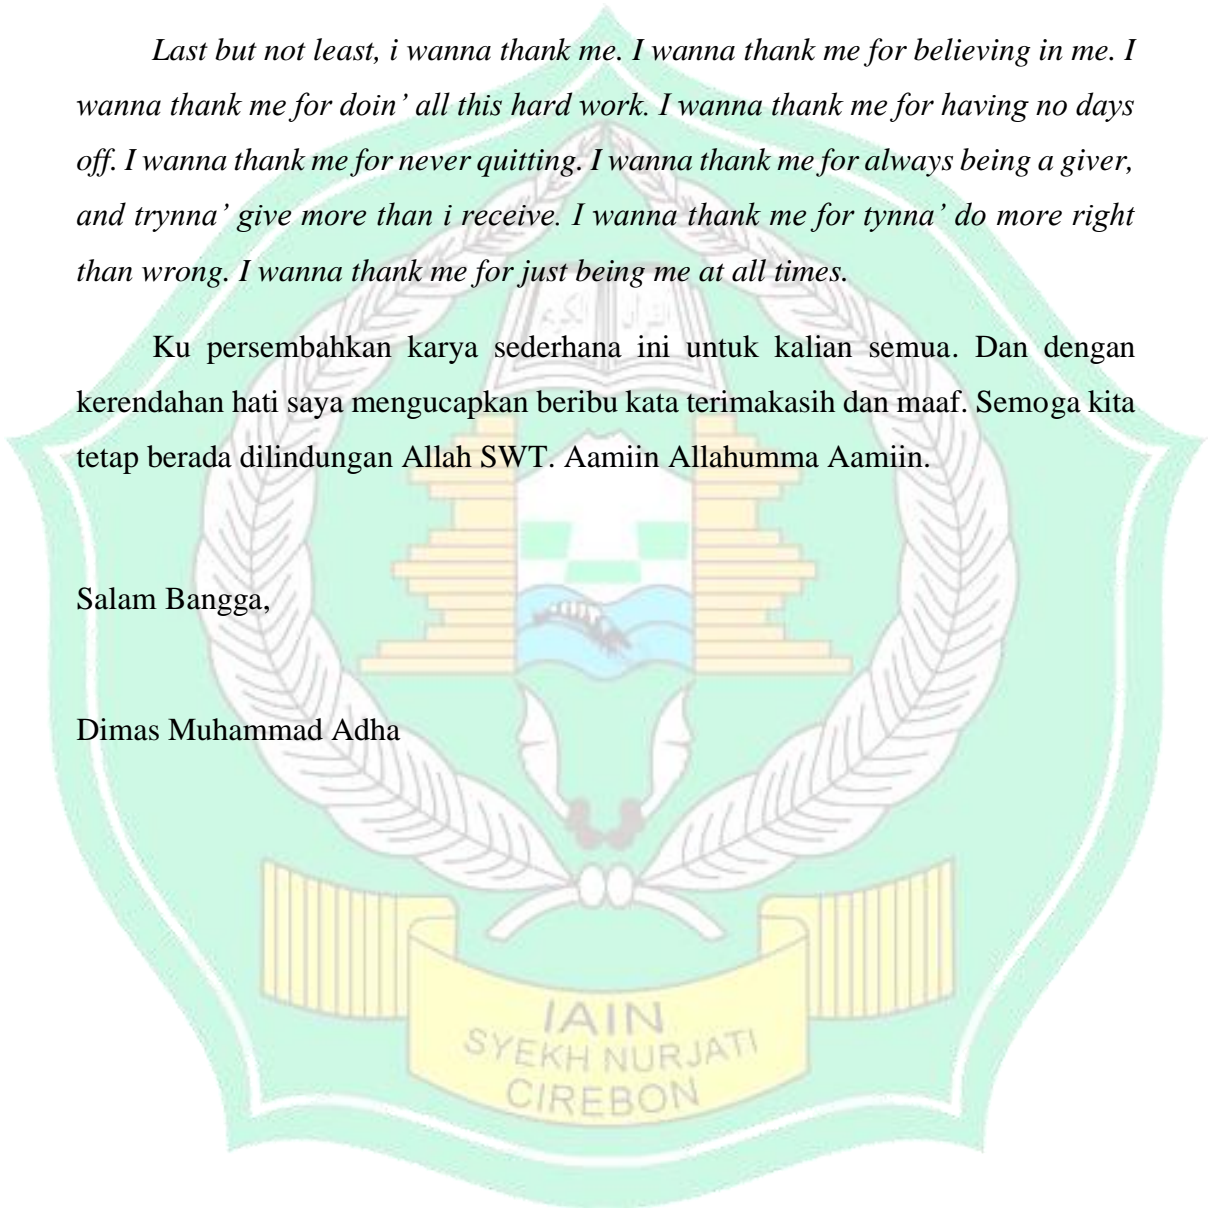 Last but not least, i wanna thank me. I wanna thank me for believing in me. I
wanna thank me for doin’ all this hard work. I wanna thank me for having no days
off. I wanna thank me for never quitting. I wanna thank me for always being a giver,
and trynna’ give more than i receive. I wanna thank me for tynna’ do more right
than wrong. I wanna thank me for just being me at all times.
Ku persembahkan karya sederhana ini untuk kalian semua. Dan dengan
kerendahan hati saya mengucapkan beribu kata terimakasih dan maaf. Semoga kita
tetap berada dilindungan Allah SWT. Aamiin Allahumma Aamiin.
Salam Bangga,
Dimas Muhammad Adha
IAIN
SYEKH NURJATI
CIREBON